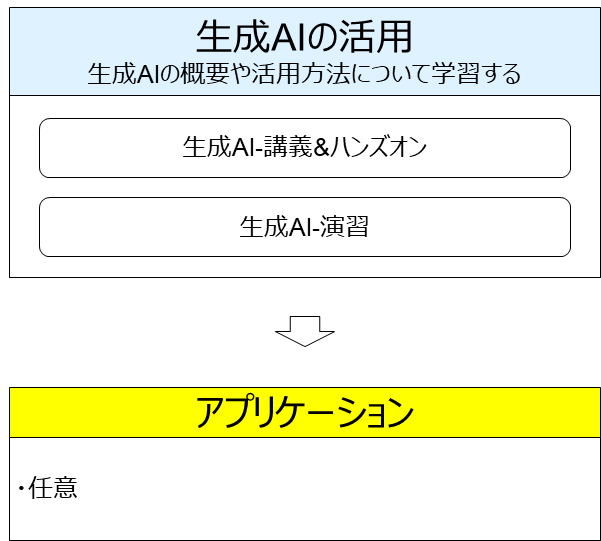 生成AIの活用
生成AIの概要や活用方法について学習する
生成AI-講義&ハンズオン
生成AI-演習
アプリケーション
・任意